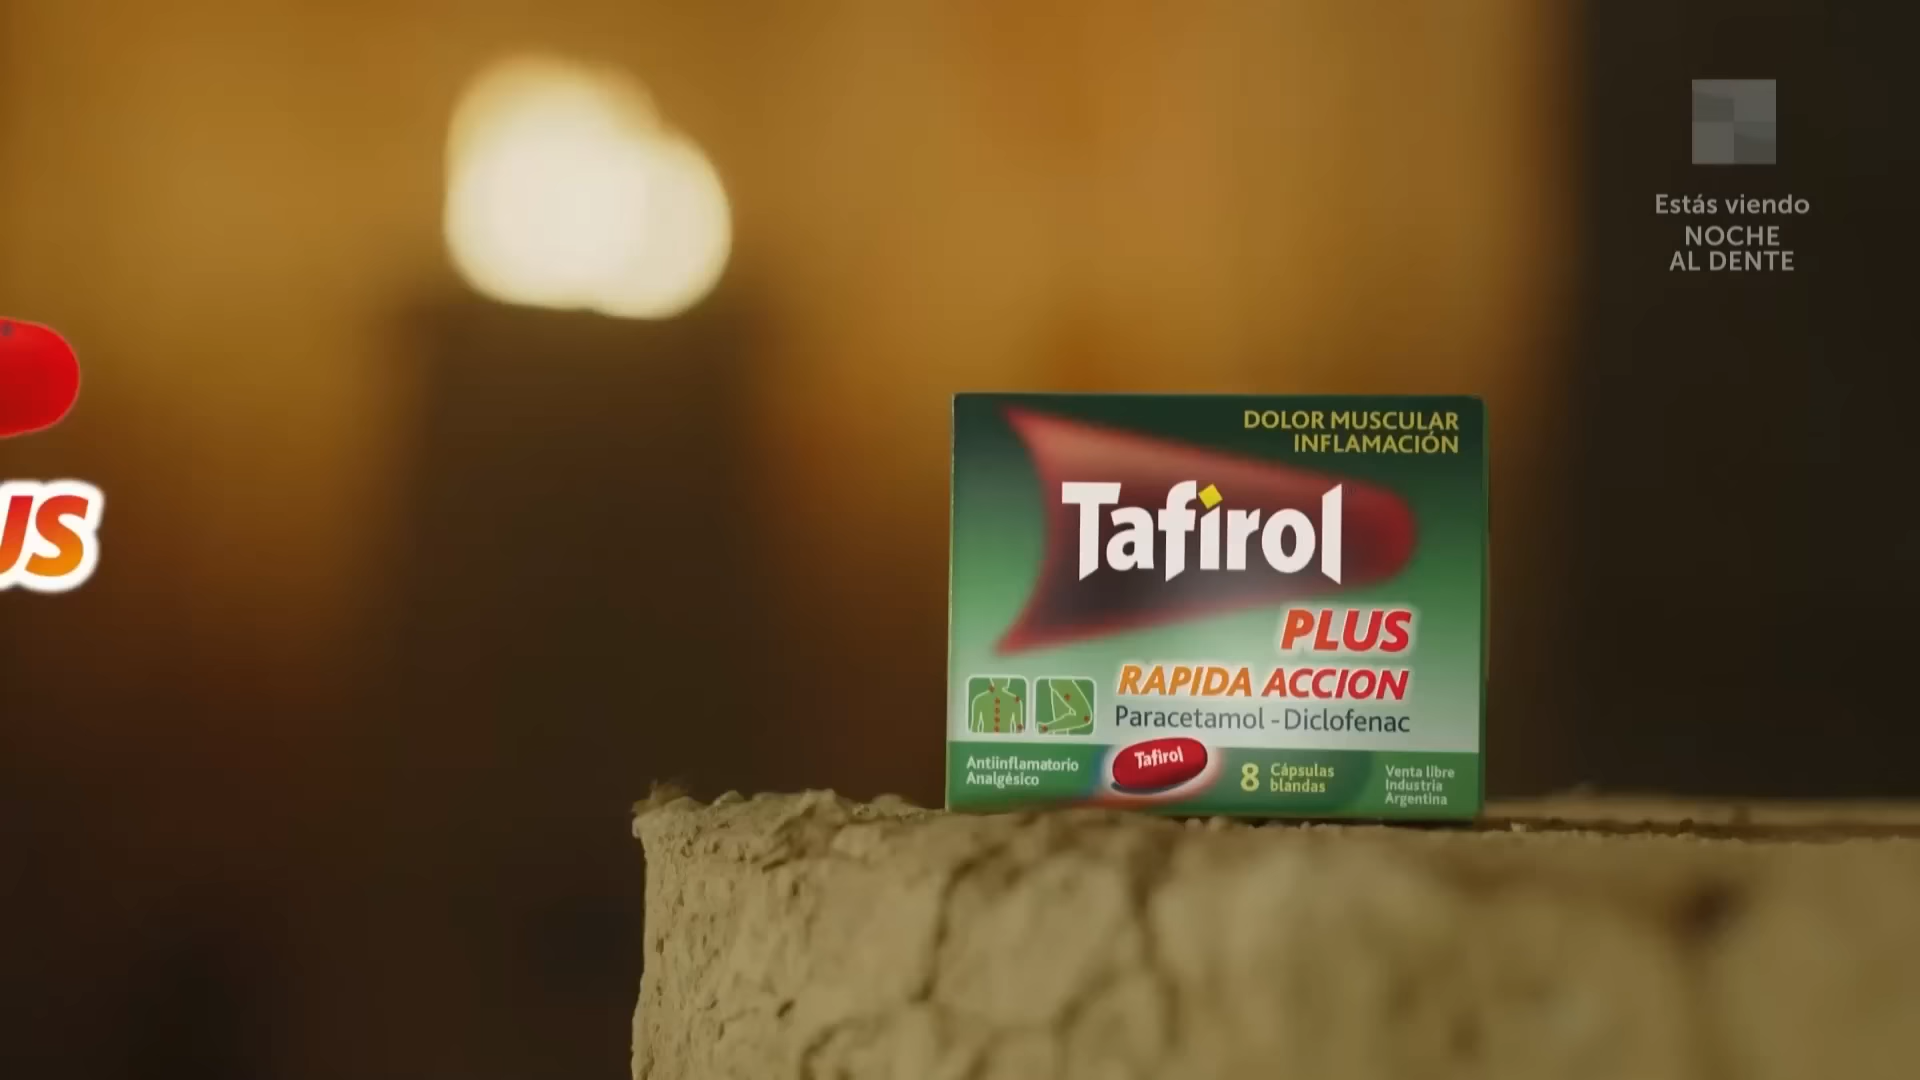 Estás viendo
NOCHE
AL DENTE
US
DOLOR MUSCULAR
INFLAMACIÓN
Tafirol
PLUS
RAPIDA ACCION
Paracetamol - Diclofenac
Antiinflamatorio
Analgésico
Tafirol
8 Cápsulas
blandas
Venta libre
Industria
Argentina